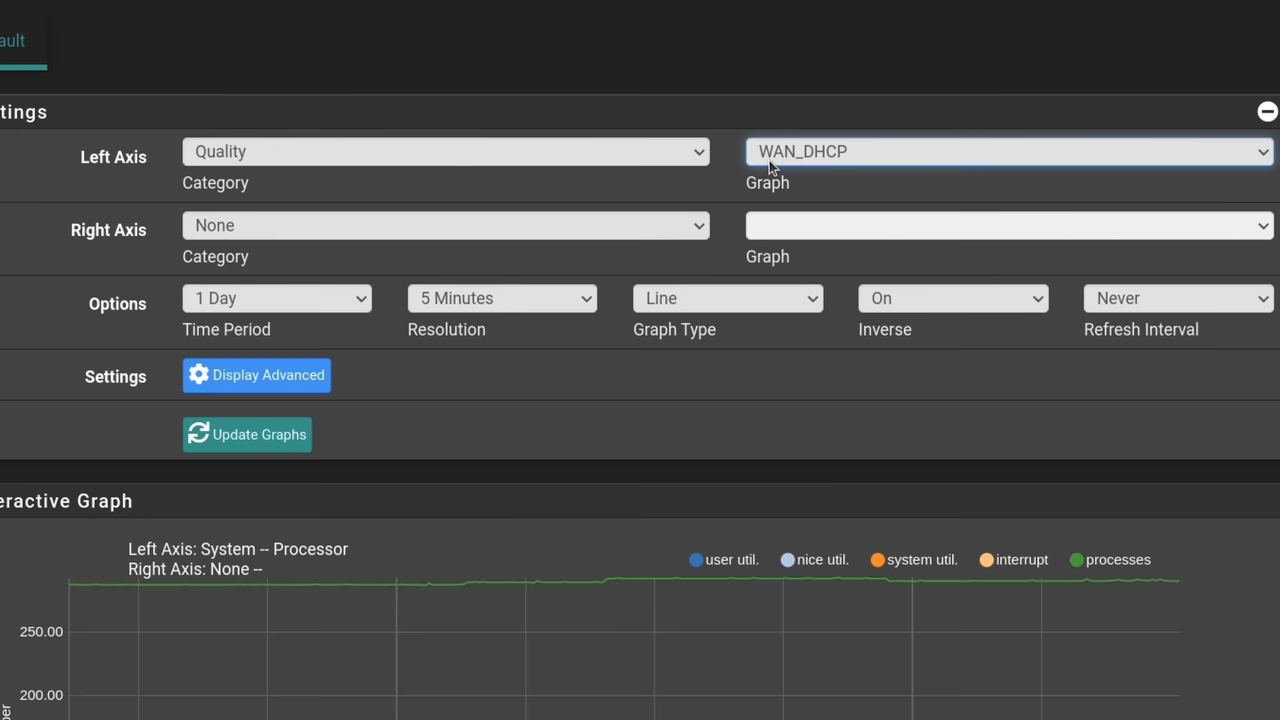 ault
tings
Left Axis
Quality
WAN_DHCP
Category
Graph
Right Axis
None
Category
Graph
Options
1 Day
5 Minutes
Line
On
Never
Time Period
Resolution
Graph Type
Inverse
Refresh Interval
Settings
Display Advanced
Update Graphs
eractive Graph
Left Axis: System -- Processor
Right Axis: None --
user util.
nice util.
system util.
interrupt
processes
250.00
200.00
per